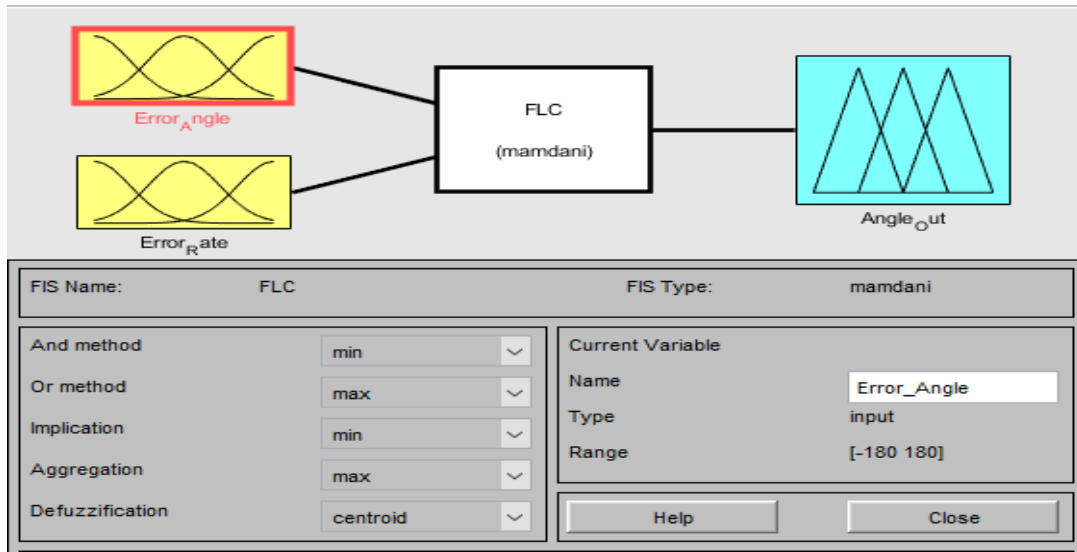 Error_Angle
FLC
(mamdani)
Error_Rate
Angle_Out
FIS Name: FLC FIS Type: mamdani
And method min
Or method max
Implication min
Aggregation max
Defuzzification centroid
Current Variable
Name Error_Angle
Type input
Range [-180 180]
Help Close